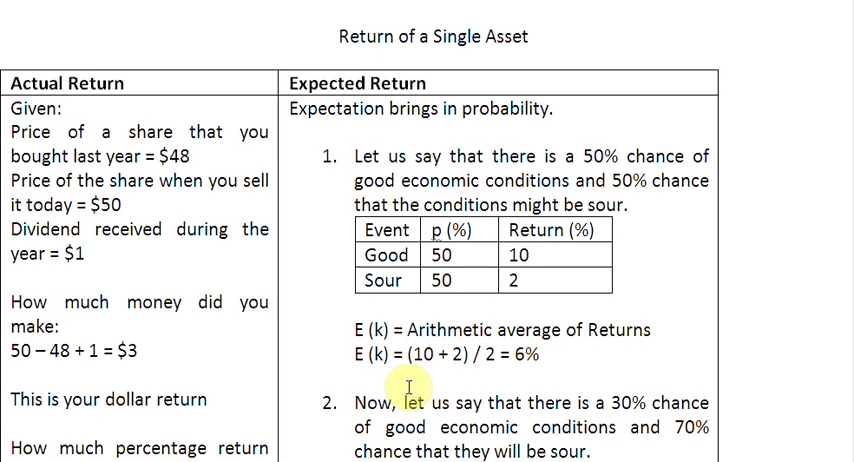 Return of a Single Asset
Actual Return
Given:
Price of a share that you
bought last year = $48
Price of the share when you sell
it today = $50
Dividend received during the
year = $1
How much money did you
make:
50 – 48 + 1 = $3
This is your dollar return
How much percentage return
Expected Return
Expectation brings in probability.
1. Let us say that there is a 50% chance of
good economic conditions and 50% chance
that the conditions might be sour.
Event p (%) Return (%)
Good 50 10
Sour 50 2
E (k) = Arithmetic average of Returns
E (k) = (10 + 2) / 2 = 6%
2. Now, let us say that there is a 30% chance
of good economic conditions and 70%
chance that they will be sour.